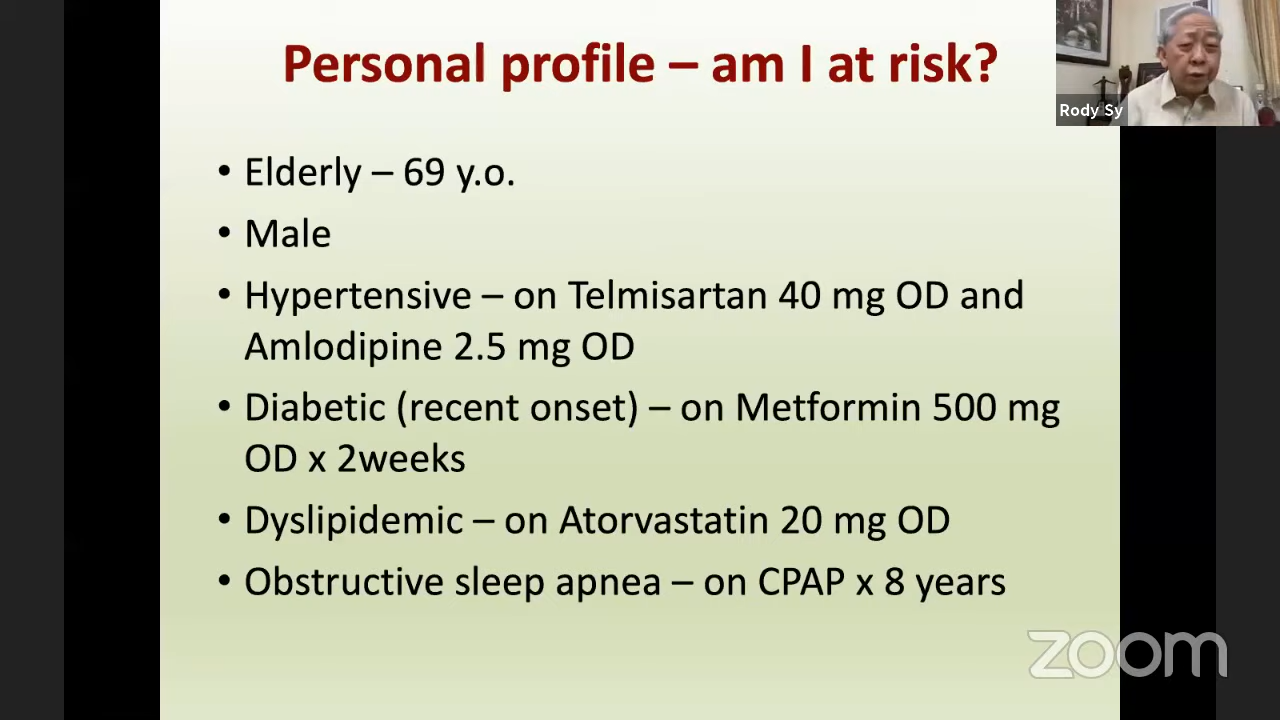 Personal profile – am I at risk?
Rody Sy
• Elderly – 69 y.o.
• Male
• Hypertensive – on Telmisartan 40 mg OD and
Amlodipine 2.5 mg OD
• Diabetic (recent onset) – on Metformin 500 mg
OD x 2weeks
• Dyslipidemic – on Atorvastatin 20 mg OD
• Obstructive sleep apnea – on CPAP x 8 years
zoom